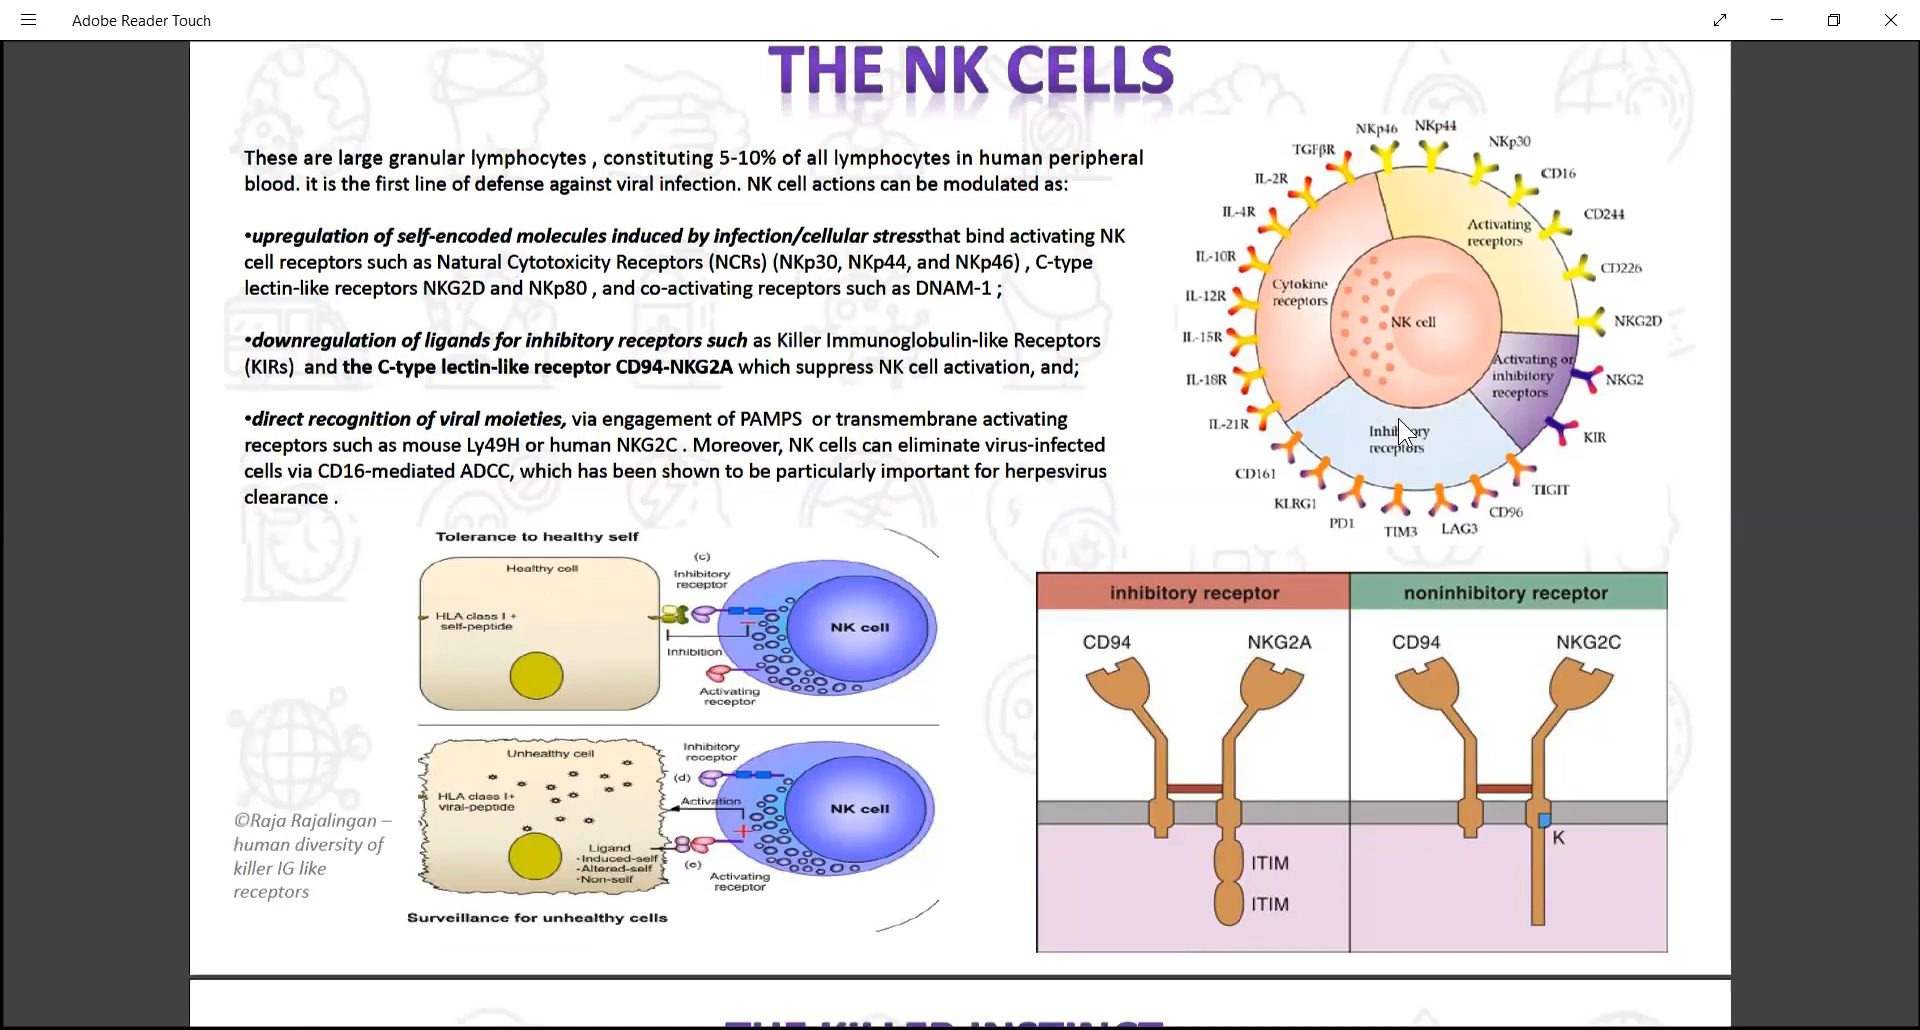 Adobe Reader Touch
THE NK CELLS
These are large granular lymphocytes , constituting 5-10% of all lymphocytes in human peripheral
blood. it is the first line of defense against viral infection. NK cell actions can be modulated as:
•upregulation of self-encoded molecules induced by infection/cellular stressthat bind activating NK
cell receptors such as Natural Cytotoxicity Receptors (NCRs) (NKp30, NKp44, and NKp46) , C-type
lectin-like receptors NKG2D and NKp80 , and co-activating receptors such as DNAM-1 ;
•downregulation of ligands for inhibitory receptors such as Killer Immunoglobulin-like Receptors
(KIRs) and the C-type lectin-like receptor CD94-NKG2A which suppress NK cell activation, and;
•direct recognition of viral moieties, via engagement of PAMPS or transmembrane activating
receptors such as mouse Ly49H or human NKG2C . Moreover, NK cells can eliminate virus-infected
cells via CD16-mediated ADCC, which has been shown to be particularly important for herpesvirus
clearance .
NKp46
NKp44
NKp30
CD16
CD244
CD226
NKG2D
NKG2
KIR
TIGIT
CD96
LAG3
TIM3
PD1
KLRG1
CD161
IL-21R
IL-18R
IL-15R
IL-12R
IL-10R
IL-4R
IL-2R
TGFβR
Activating
receptors
Cytokine
receptors
NK cell
Activating or
inhibitory
receptors
Inhibitory
receptors
Tolerance to healthy self
Healthy cell
HLA class I +
self-peptide
(c)
Inhibitory
receptor
Inhibition
Activating
receptor
NK cell
Unhealthy cell
HLA class I+
viral-peptide
Inhibitory
receptor
(d)
Activation
NK cell
Ligand
-Induced-self
-Altered-self
-Non-self
(e)
Activating
receptor
Surveillance for unhealthy cells
©Raja Rajalingan –
human diversity of
killer IG like
receptors
inhibitory receptor
noninhibitory receptor
CD94
NKG2A
CD94
NKG2C
K
ITIM
ITIM
THE KILLER INSTINCT